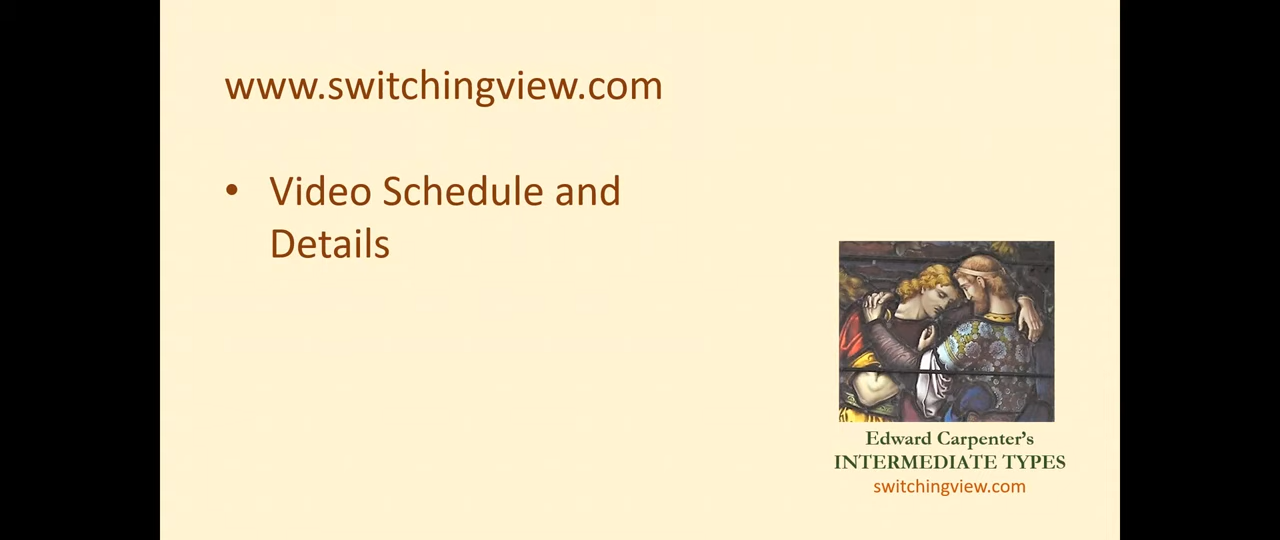 www.switchingview.com
• Video Schedule and
Details
Edward Carpenter's
INTERMEDIATE TYPES
switchingview.com